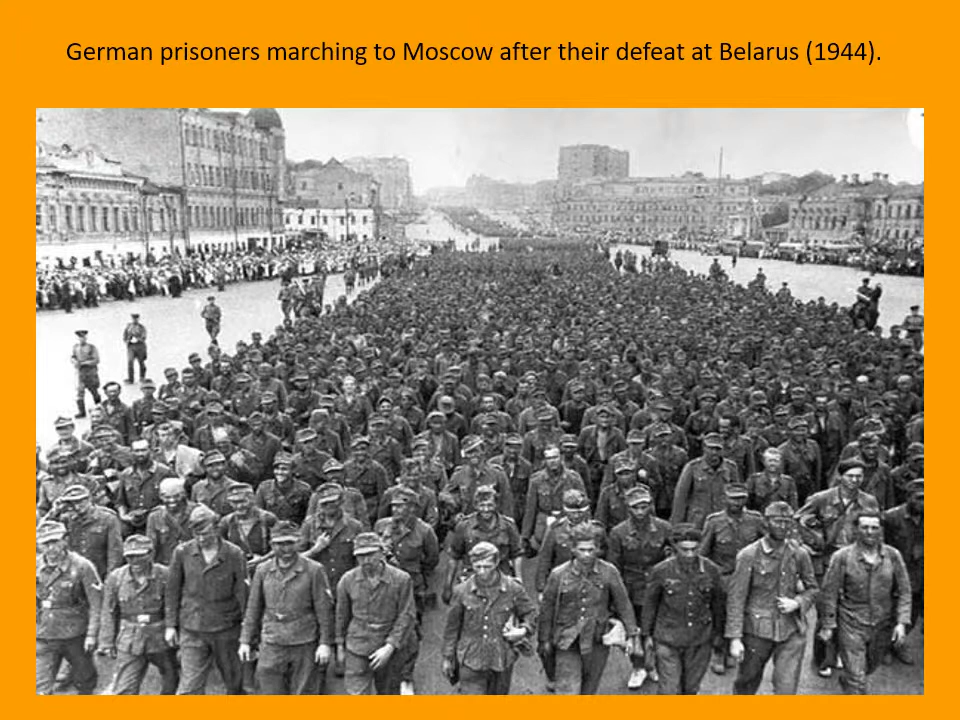 German prisoners marching to Moscow after their defeat at Belarus (1944).